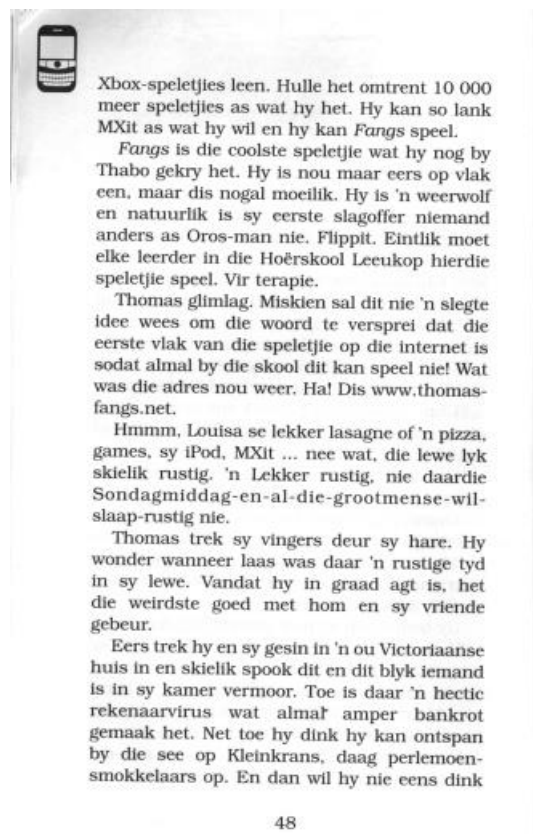 Xbox-speletjies leen. Hulle het omtrent 10 000
meer speletjies as wat hy het. Hy kan so lank
MXit as wat hy wil en hy kan Fangs speel.
Fangs is die coolste speletjie wat hy nog by
Thabo gekry het. Hy is nou maar eers op vlak
een, maar dis nogal moeilik. Hy is 'n weerwolf
en natuurlik is sy eerste slagoffer niemand
anders as Oros-man nie. Flippit. Eintlik moet
elke leerder in die Hoërskool Leeukop hierdie
speletjie speel. Vir terapie.
Thomas glimlag. Miskien sal dit nie 'n slegte
idee wees om die woord te versprei dat die
eerste vlak van die speletjie op die internet is
sodat almal by die skool dit kan speel nie! Wat
was die adres nou weer. Ha! Dis www.thomas-
fangs.net.
Hmmm, Louisa se lekker lasagne of 'n pizza,
games, sy iPod, MXit ... nee wat, die lewe lyk
skielik rustig. 'n Lekker rustig, nie daardie
Sondagmiddag-en-al-die-grootmense-wil-
slaap-rustig nie.
Thomas trek sy vingers deur sy hare. Hy
wonder wanneer laas was daar 'n rustige tyd
in sy lewe. Vandat hy in graad agt is, het
die weirdste goed met hom en sy vriende
gebeur.
Eers trek hy en sy gesin in 'n ou Victoriaanse
huis in en skielik spook dit en dit blyk iemand
is in sy kamer vermoor. Toe is daar 'n hectic
rekenaarvirus wat almal amper bankrot
gemaak het. Net toe hy dink hy kan ontspan
by die see op Kleinkrans, daag perlemoen-
smokkelaars op. En dan wil hy nie eens dink
48